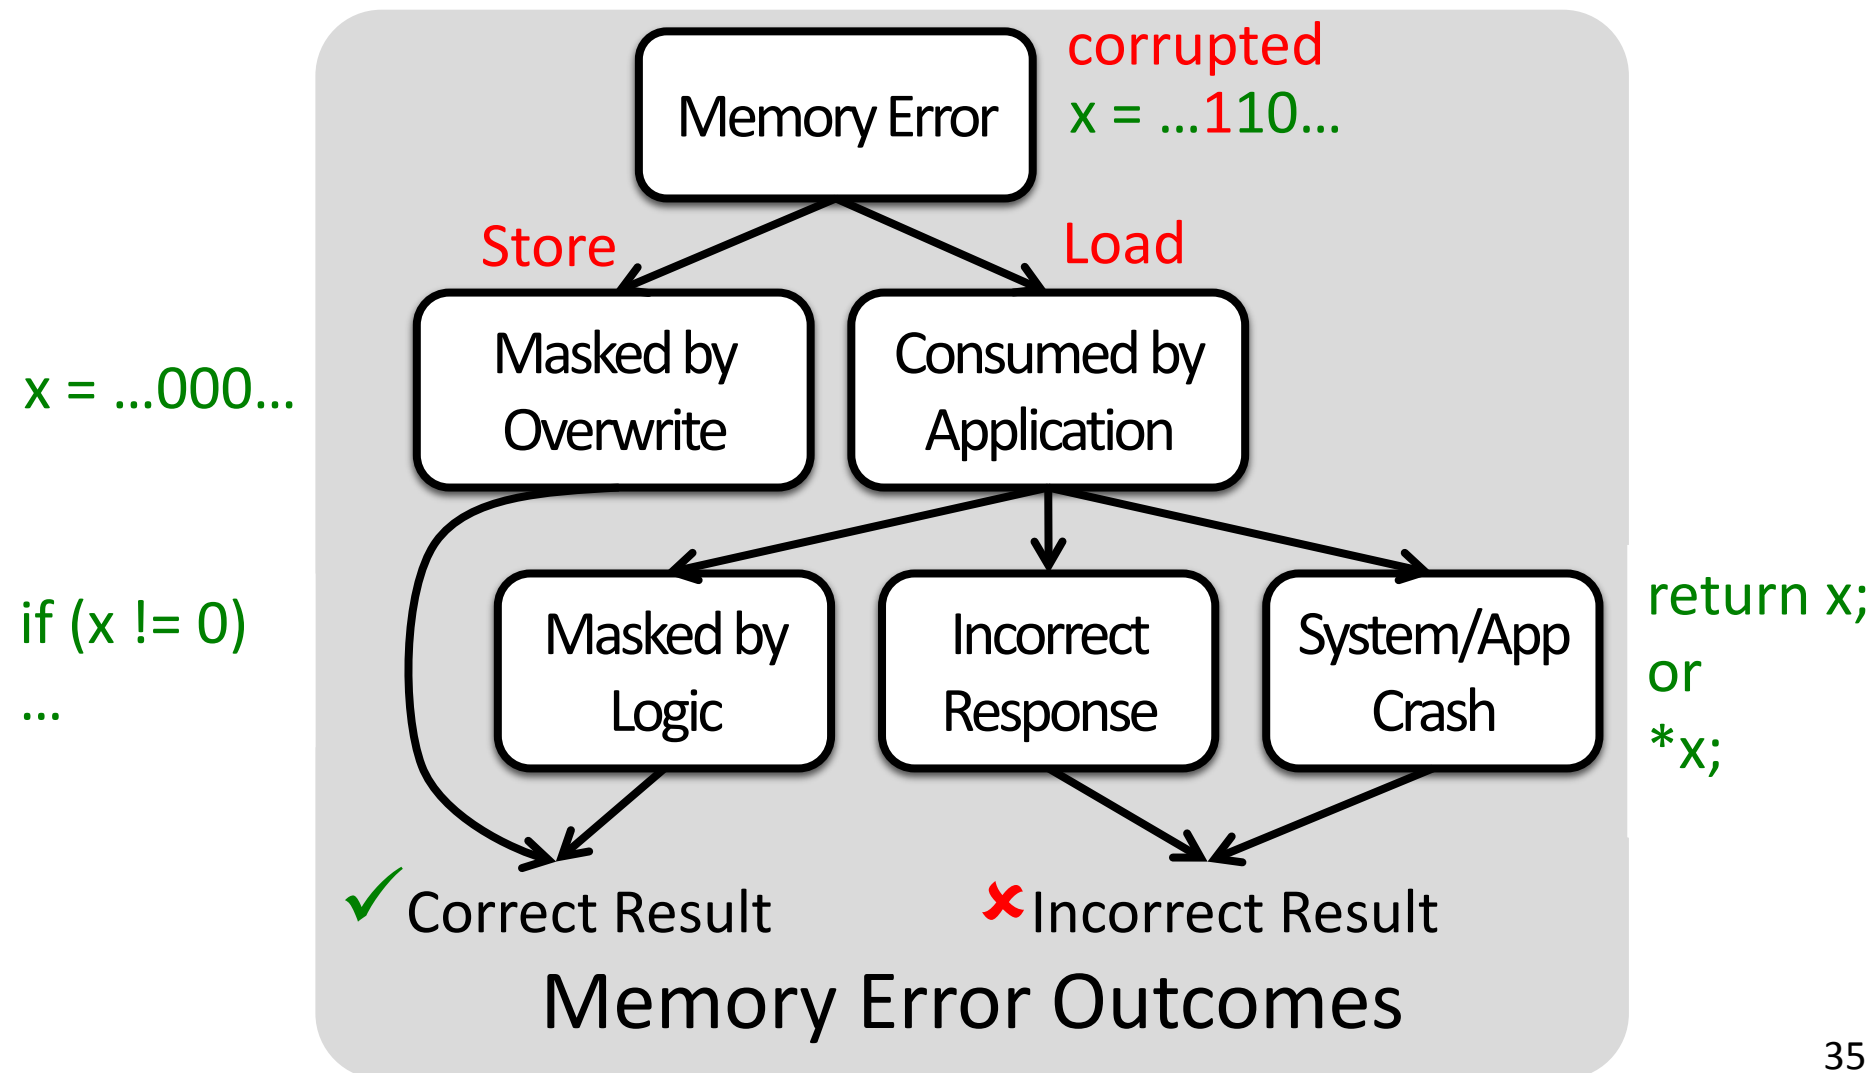 corrupted
Memory Error
x = ...110...
Store
Load
Masked by
Overwrite
Consumed by
Application
x = ...000...
if (x != 0)
...
Masked by
Logic
Incorrect
Response
System/App
Crash
return x;
or
*x;
Correct Result
Incorrect Result
Memory Error Outcomes
35